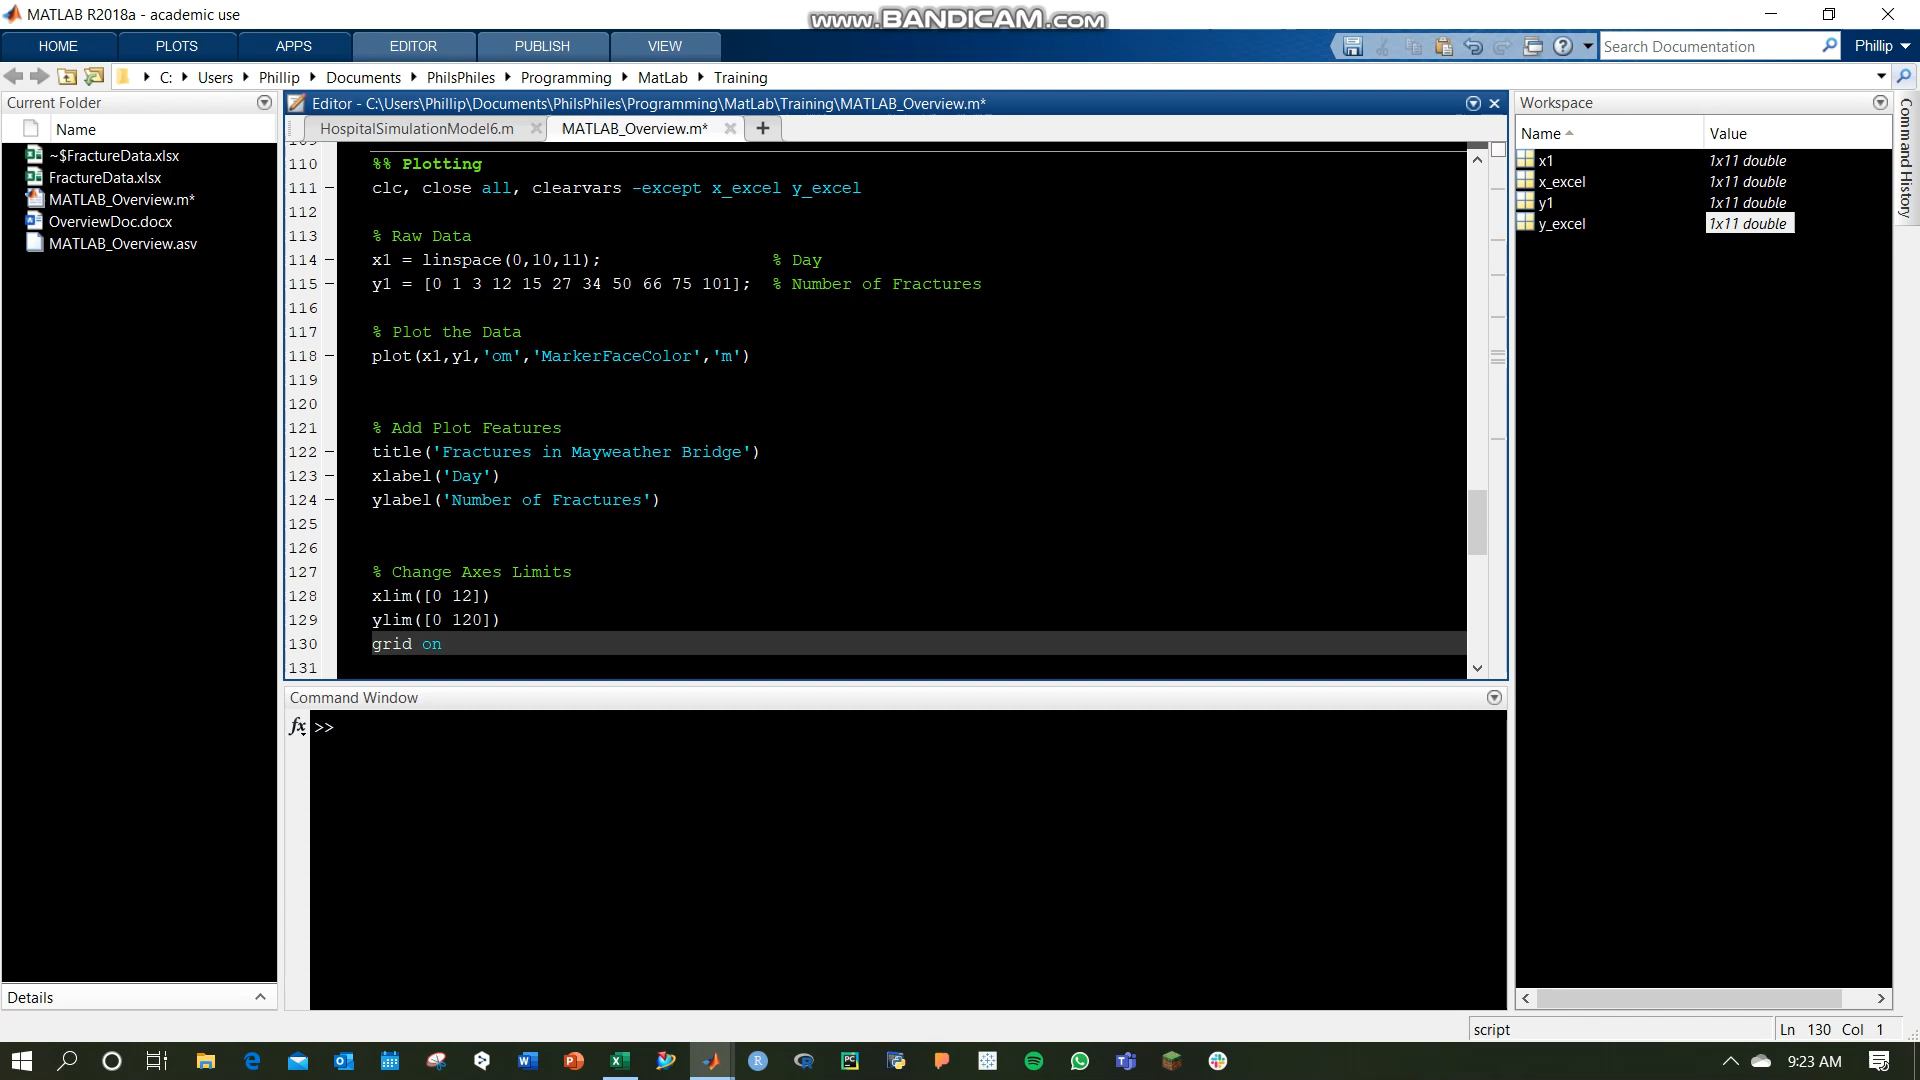 MATLAB R2018a - academic use
www.BANDICAM.com
HOME PLOTS APPS EDITOR PUBLISH VIEW
Search Documentation
Phillip
C: Users Phillip Documents PhilsPhiles Programming MatLab Training
Current Folder
Name
~$FractureData.xlsx
FractureData.xlsx
MATLAB_Overview.m*
OverviewDoc.docx
MATLAB_Overview.asv
Details
Editor - C:\Users\Phillip\Documents\PhilsPhiles\Programming\MatLab\Training\MATLAB_Overview.m*
HospitalSimulationModel6.m MATLAB_Overview.m*
109
110 %% Plotting
111 – clc, close all, clearvars -except x_excel y_excel
112
113 % Raw Data
114 – x1 = linspace(0,10,11); % Day
115 – y1 = [0 1 3 12 15 27 34 50 66 75 101]; % Number of Fractures
116
117 % Plot the Data
118 – plot(x1,y1,'om','MarkerFaceColor','m')
119
120
121 % Add Plot Features
122 – title('Fractures in Mayweather Bridge')
123 – xlabel('Day')
124 – ylabel('Number of Fractures')
125
126
127 % Change Axes Limits
128 – xlim([0 12])
129 – ylim([0 120])
130 – grid on
131
Command Window
fx >>
Workspace
Name Value
x1 1x11 double
x_excel 1x11 double
y1 1x11 double
y_excel 1x11 double
Command History
script
Ln 130 Col 1
9:23 AM